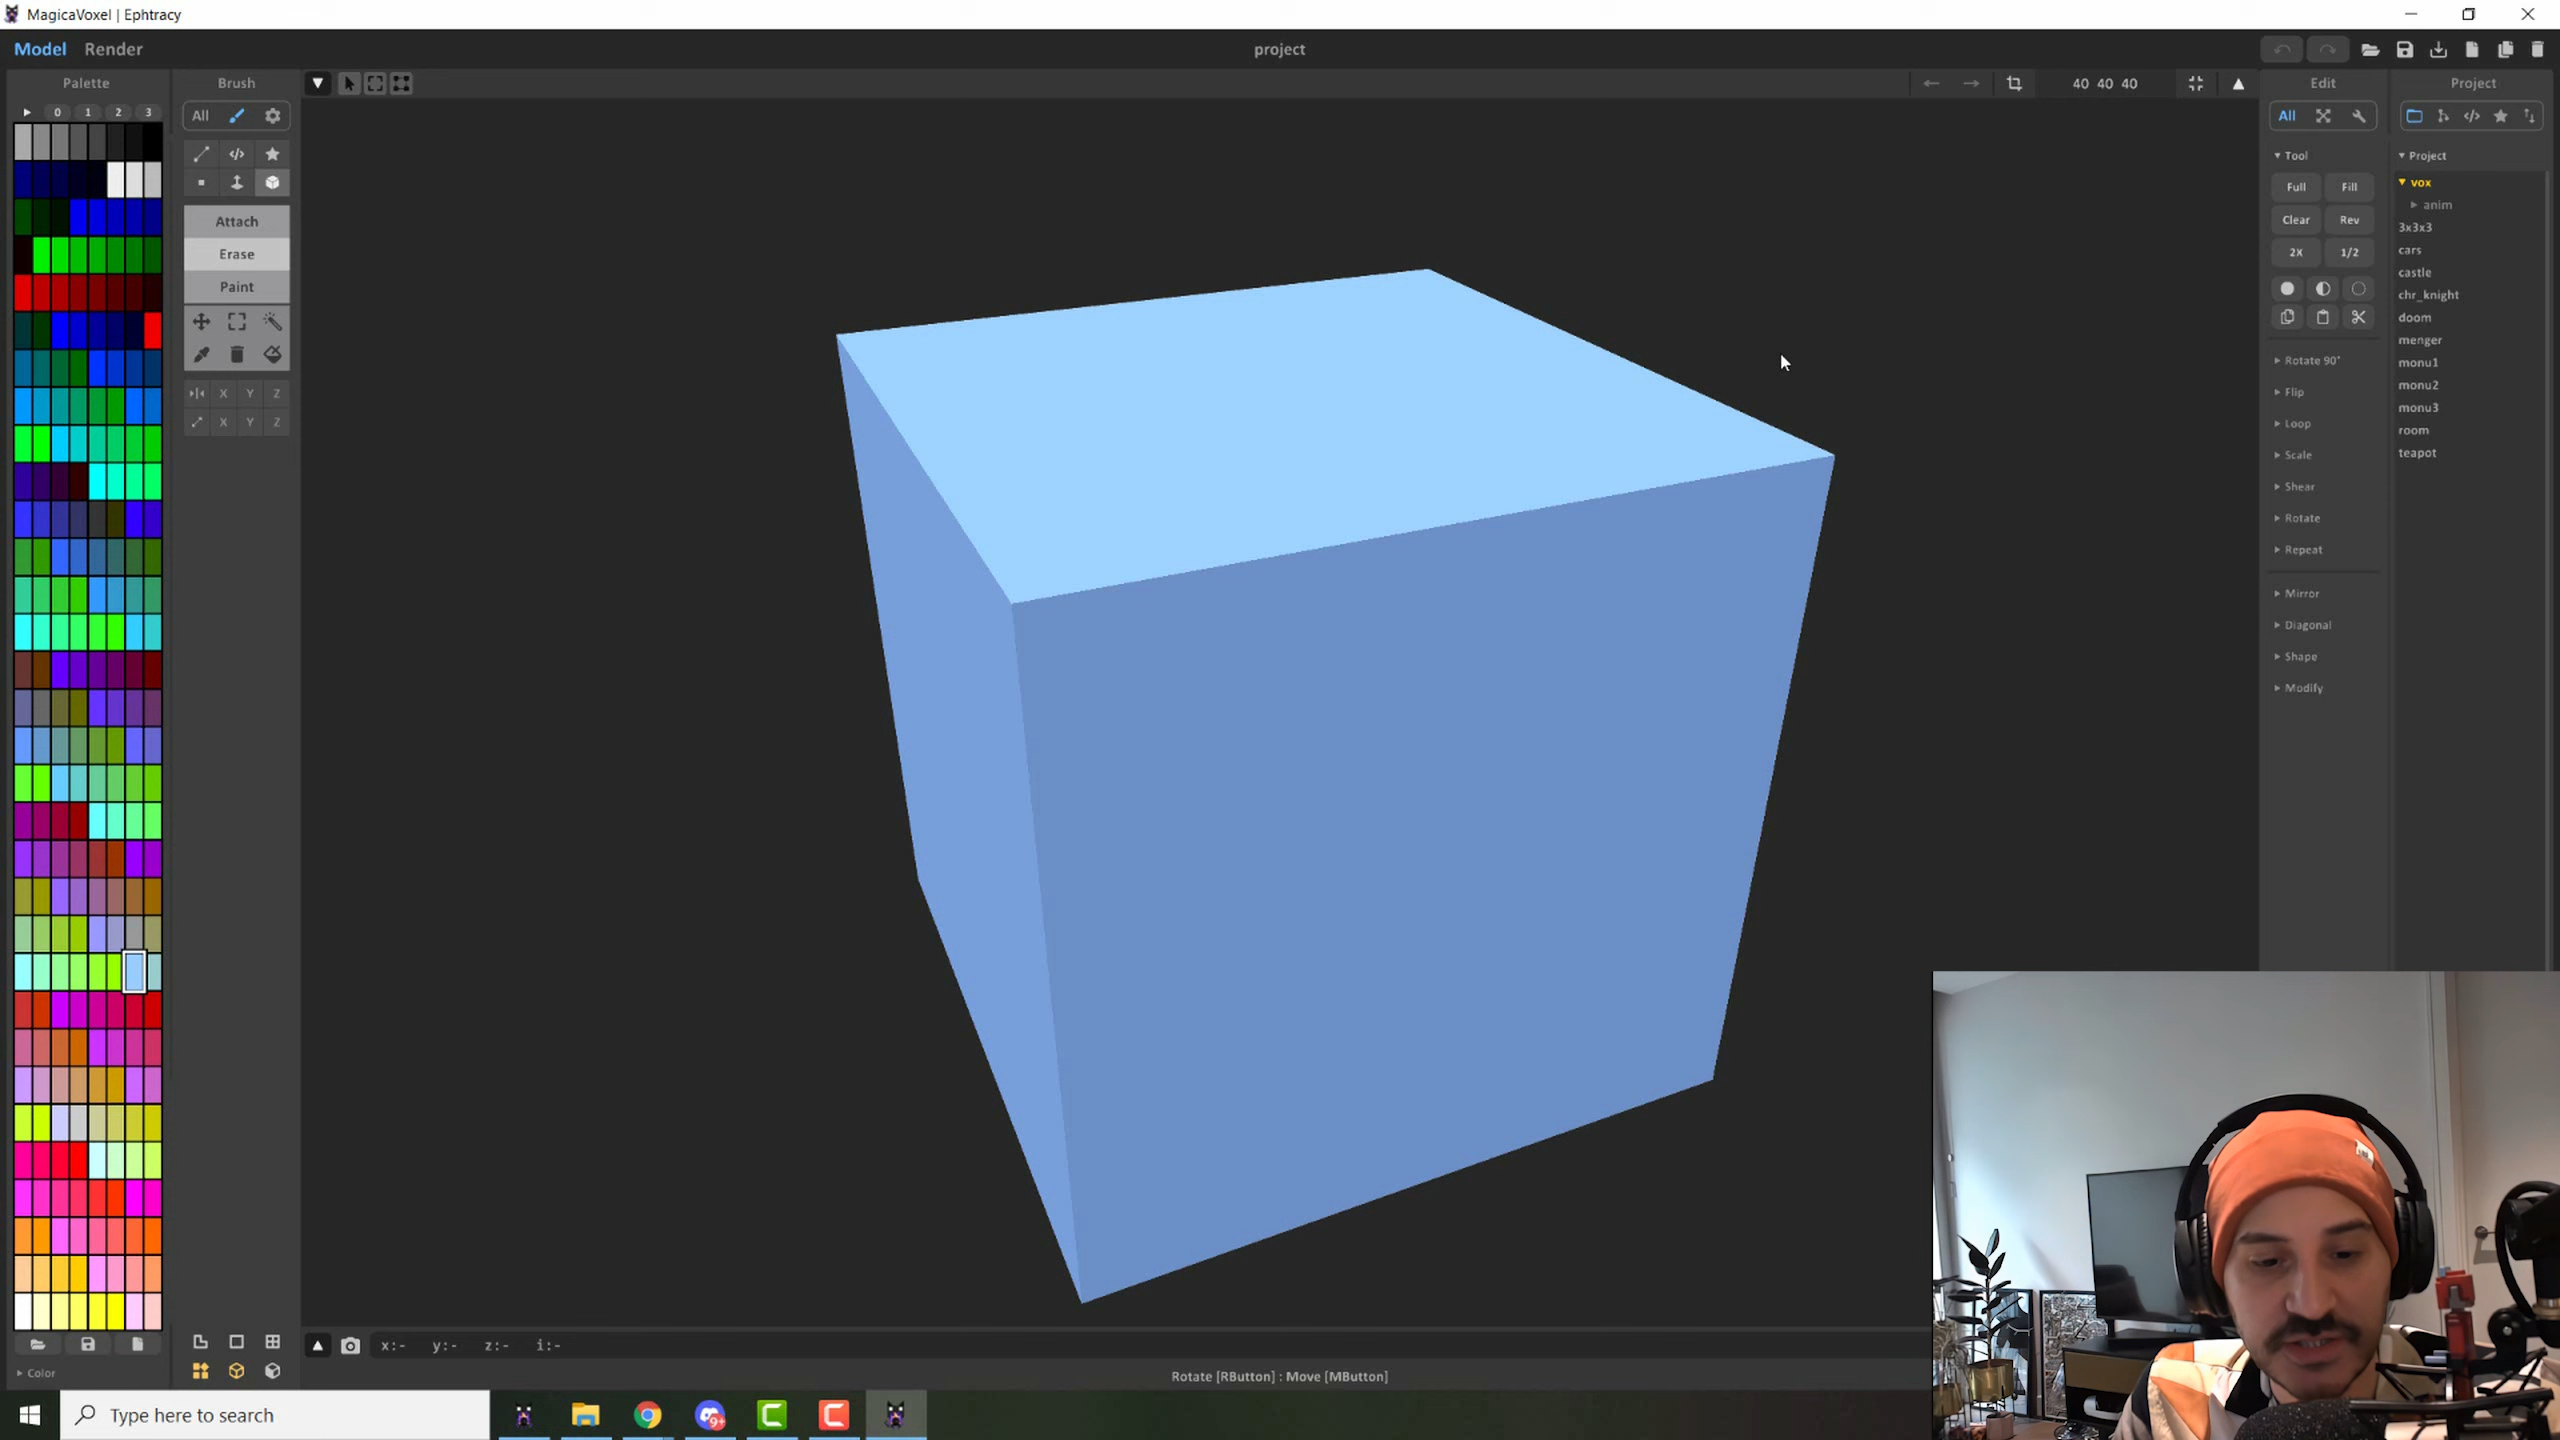 MagicaVoxel | Ephtracy
Model Render
project
Palette
Brush
40 40 40
Edit
Project
0 1 2 3
All
All
Tool
Project
Full Fill
vox
anim
Clear Rev
3x3x3
2X 1/2
cars
castle
chr_knight
doom
menger
monu1
monu2
monu3
room
teapot
Attach
Erase
Paint
X Y Z
X Y Z
Rotate 90°
Flip
Loop
Scale
Shear
Rotate
Repeat
Mirror
Diagonal
Shape
Modify
x:- y:- z:- i:-
Color
Rotate [RButton] : Move [MButton]
Type here to search
9+